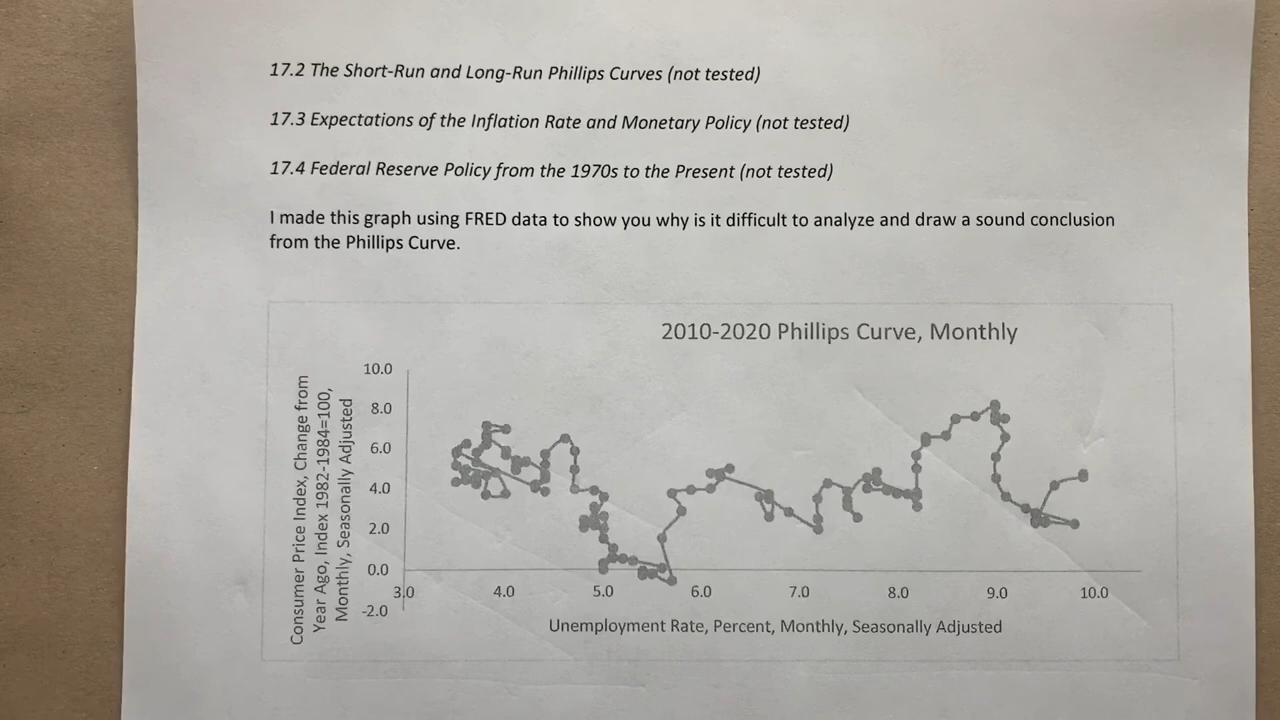 17.2 The Short-Run and Long-Run Phillips Curves (not tested)
17.3 Expectations of the Inflation Rate and Monetary Policy (not tested)
17.4 Federal Reserve Policy from the 1970s to the Present (not tested)
I made this graph using FRED data to show you why is it difficult to analyze and draw a sound conclusion
from the Phillips Curve.
2010-2020 Phillips Curve, Monthly
Consumer Price Index, Change from
Year Ago, Index 1982-1984=100,
Monthly, Seasonally Adjusted
10.0
8.0
6.0
4.0
2.0
0.0
-2.0
3.0 4.0 5.0 6.0 7.0 8.0 9.0 10.0
Unemployment Rate, Percent, Monthly, Seasonally Adjusted